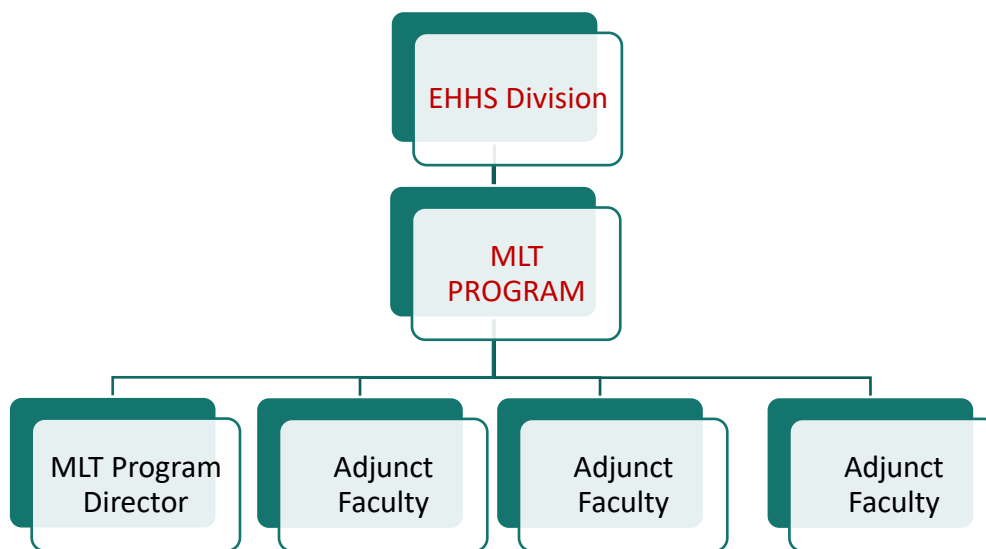 EHHS Division
MLT
PROGRAM
MLT Program
Director
Adjunct
Faculty
Adjunct
Faculty
Adjunct
Faculty